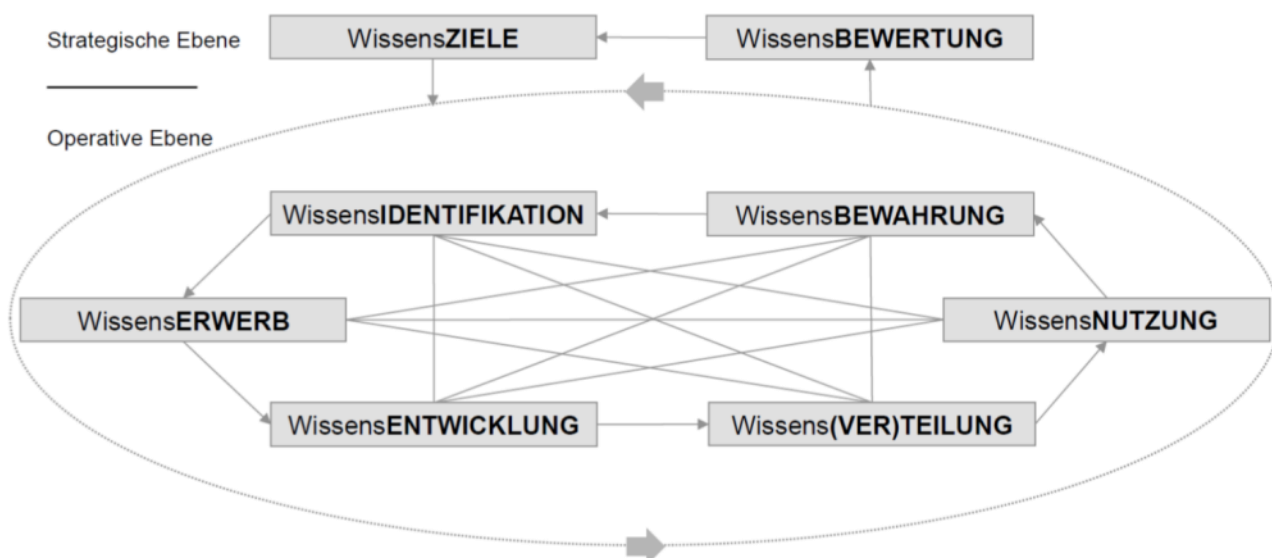 Strategische Ebene
WissensZIELE
WissensBEWERTUNG
Operative Ebene
WissensIDENTIFIKATION
WissensBEWAHRUNG
WissensERWERB
WissensNUTZUNG
WissensENTWICKLUNG
Wissens(VER)TEILUNG